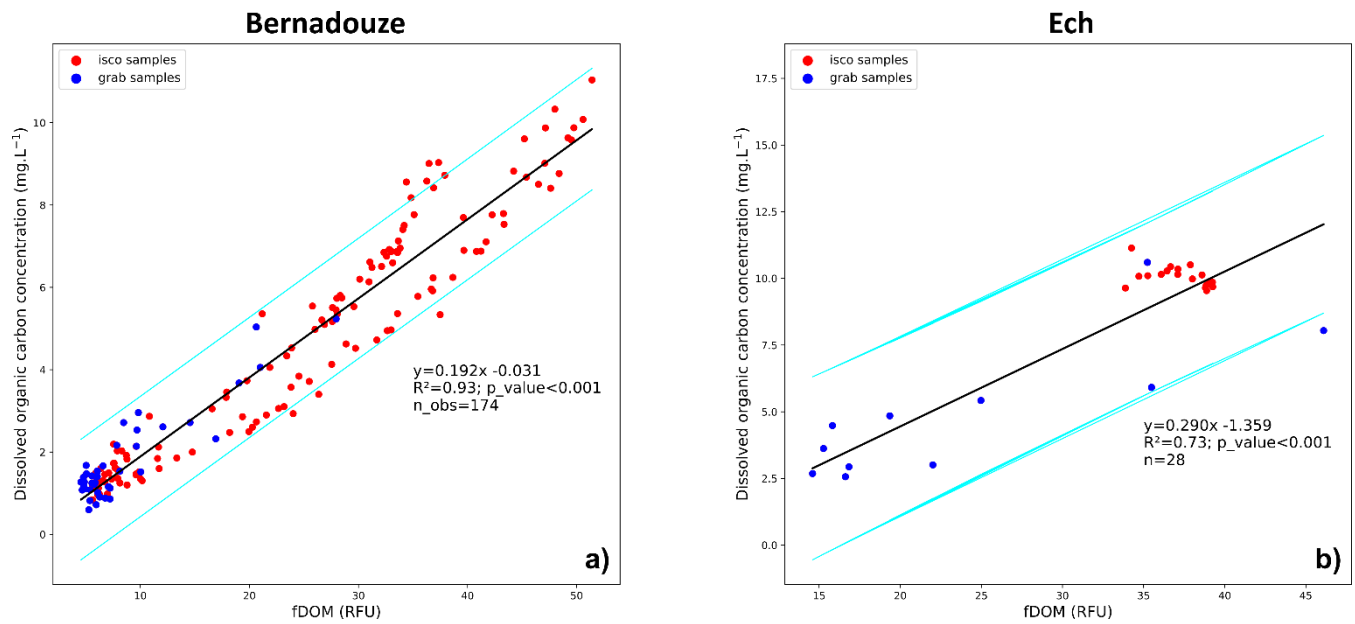 Bernadouze
isco samples
grab samples
Dissolved organic carbon concentration (mg.L⁻¹)
10
8
6
4
2
0
y=0.192x -0.031
R²=0.93; p_value<0.001
n_obs=174
a)
10
20
30
40
50
fDOM (RFU)
Ech
isco samples
grab samples
Dissolved organic carbon concentration (mg.L⁻¹)
17.5
15.0
12.5
10.0
7.5
5.0
2.5
0.0
y=0.290x -1.359
R²=0.73; p_value<0.001
n=28
b)
15
20
25
30
35
40
45
fDOM (RFU)